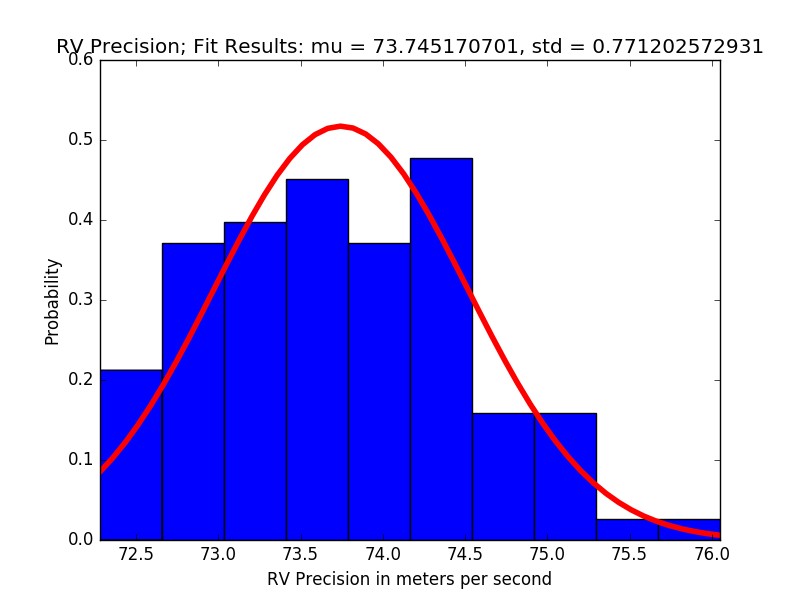 RV Precision; Fit Results: mu = 73.745170701, std = 0.771202572931
0.6
0.5
0.4
0.3
0.2
0.1
0.0
Probability
72.5 73.0 73.5 74.0 74.5 75.0 75.5 76.0
RV Precision in meters per second